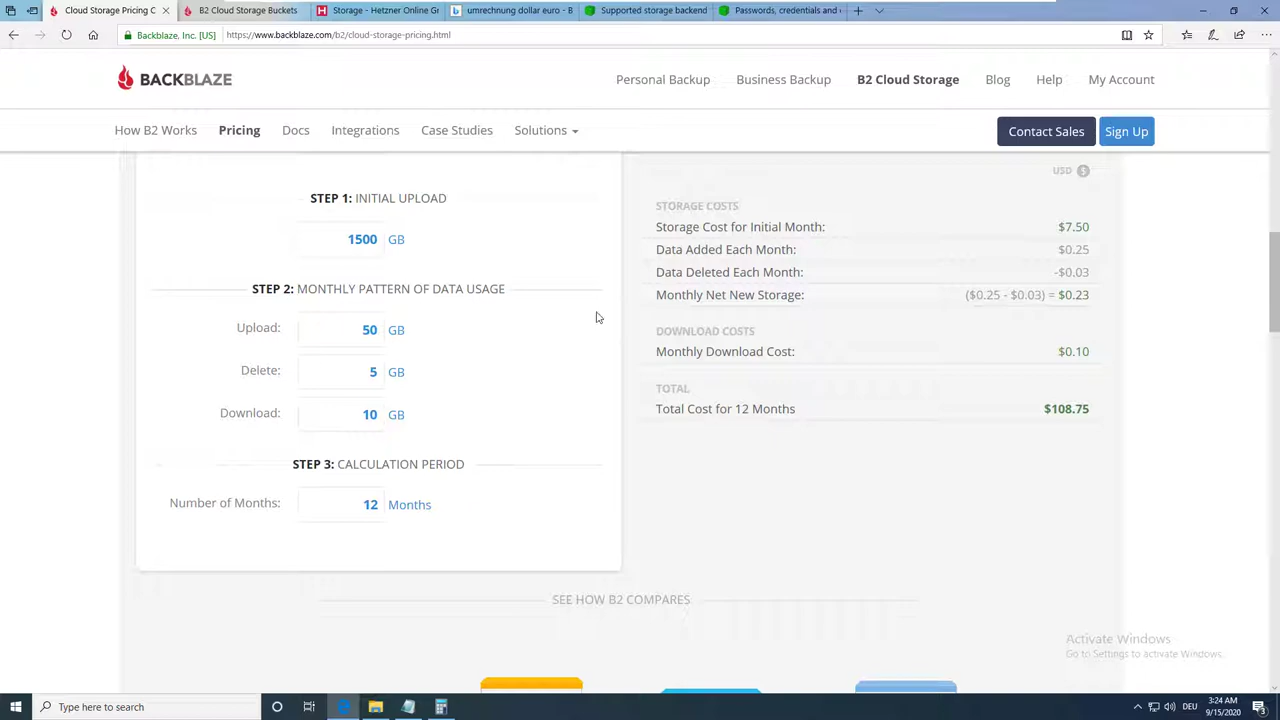 Cloud Storage Pricing C
B2 Cloud Storage Buckets
Storage - Hetzner Online Gr
umrechnung dollar euro - B
Supported storage backend
Passwords, credentials and
Backblaze, Inc. [US]
https://www.backblaze.com/b2/cloud-storage-pricing.html
BACKBLAZE
Personal Backup
Business Backup
B2 Cloud Storage
Blog
Help
My Account
How B2 Works
Pricing
Docs
Integrations
Case Studies
Solutions
Contact Sales
Sign Up
STEP 1: INITIAL UPLOAD
1500 GB
STEP 2: MONTHLY PATTERN OF DATA USAGE
Upload: 50 GB
Delete: 5 GB
Download: 10 GB
STEP 3: CALCULATION PERIOD
Number of Months: 12 Months
USD $
STORAGE COSTS
Storage Cost for Initial Month: $7.50
Data Added Each Month: $0.25
Data Deleted Each Month: -$0.03
Monthly Net New Storage: ($0.25 - $0.03) = $0.23
DOWNLOAD COSTS
Monthly Download Cost: $0.10
TOTAL
Total Cost for 12 Months $108.75
SEE HOW B2 COMPARES
Activate Windows
Go to Settings to activate Windows.
Type here to search
DEU
3:24 AM
9/15/2020
3